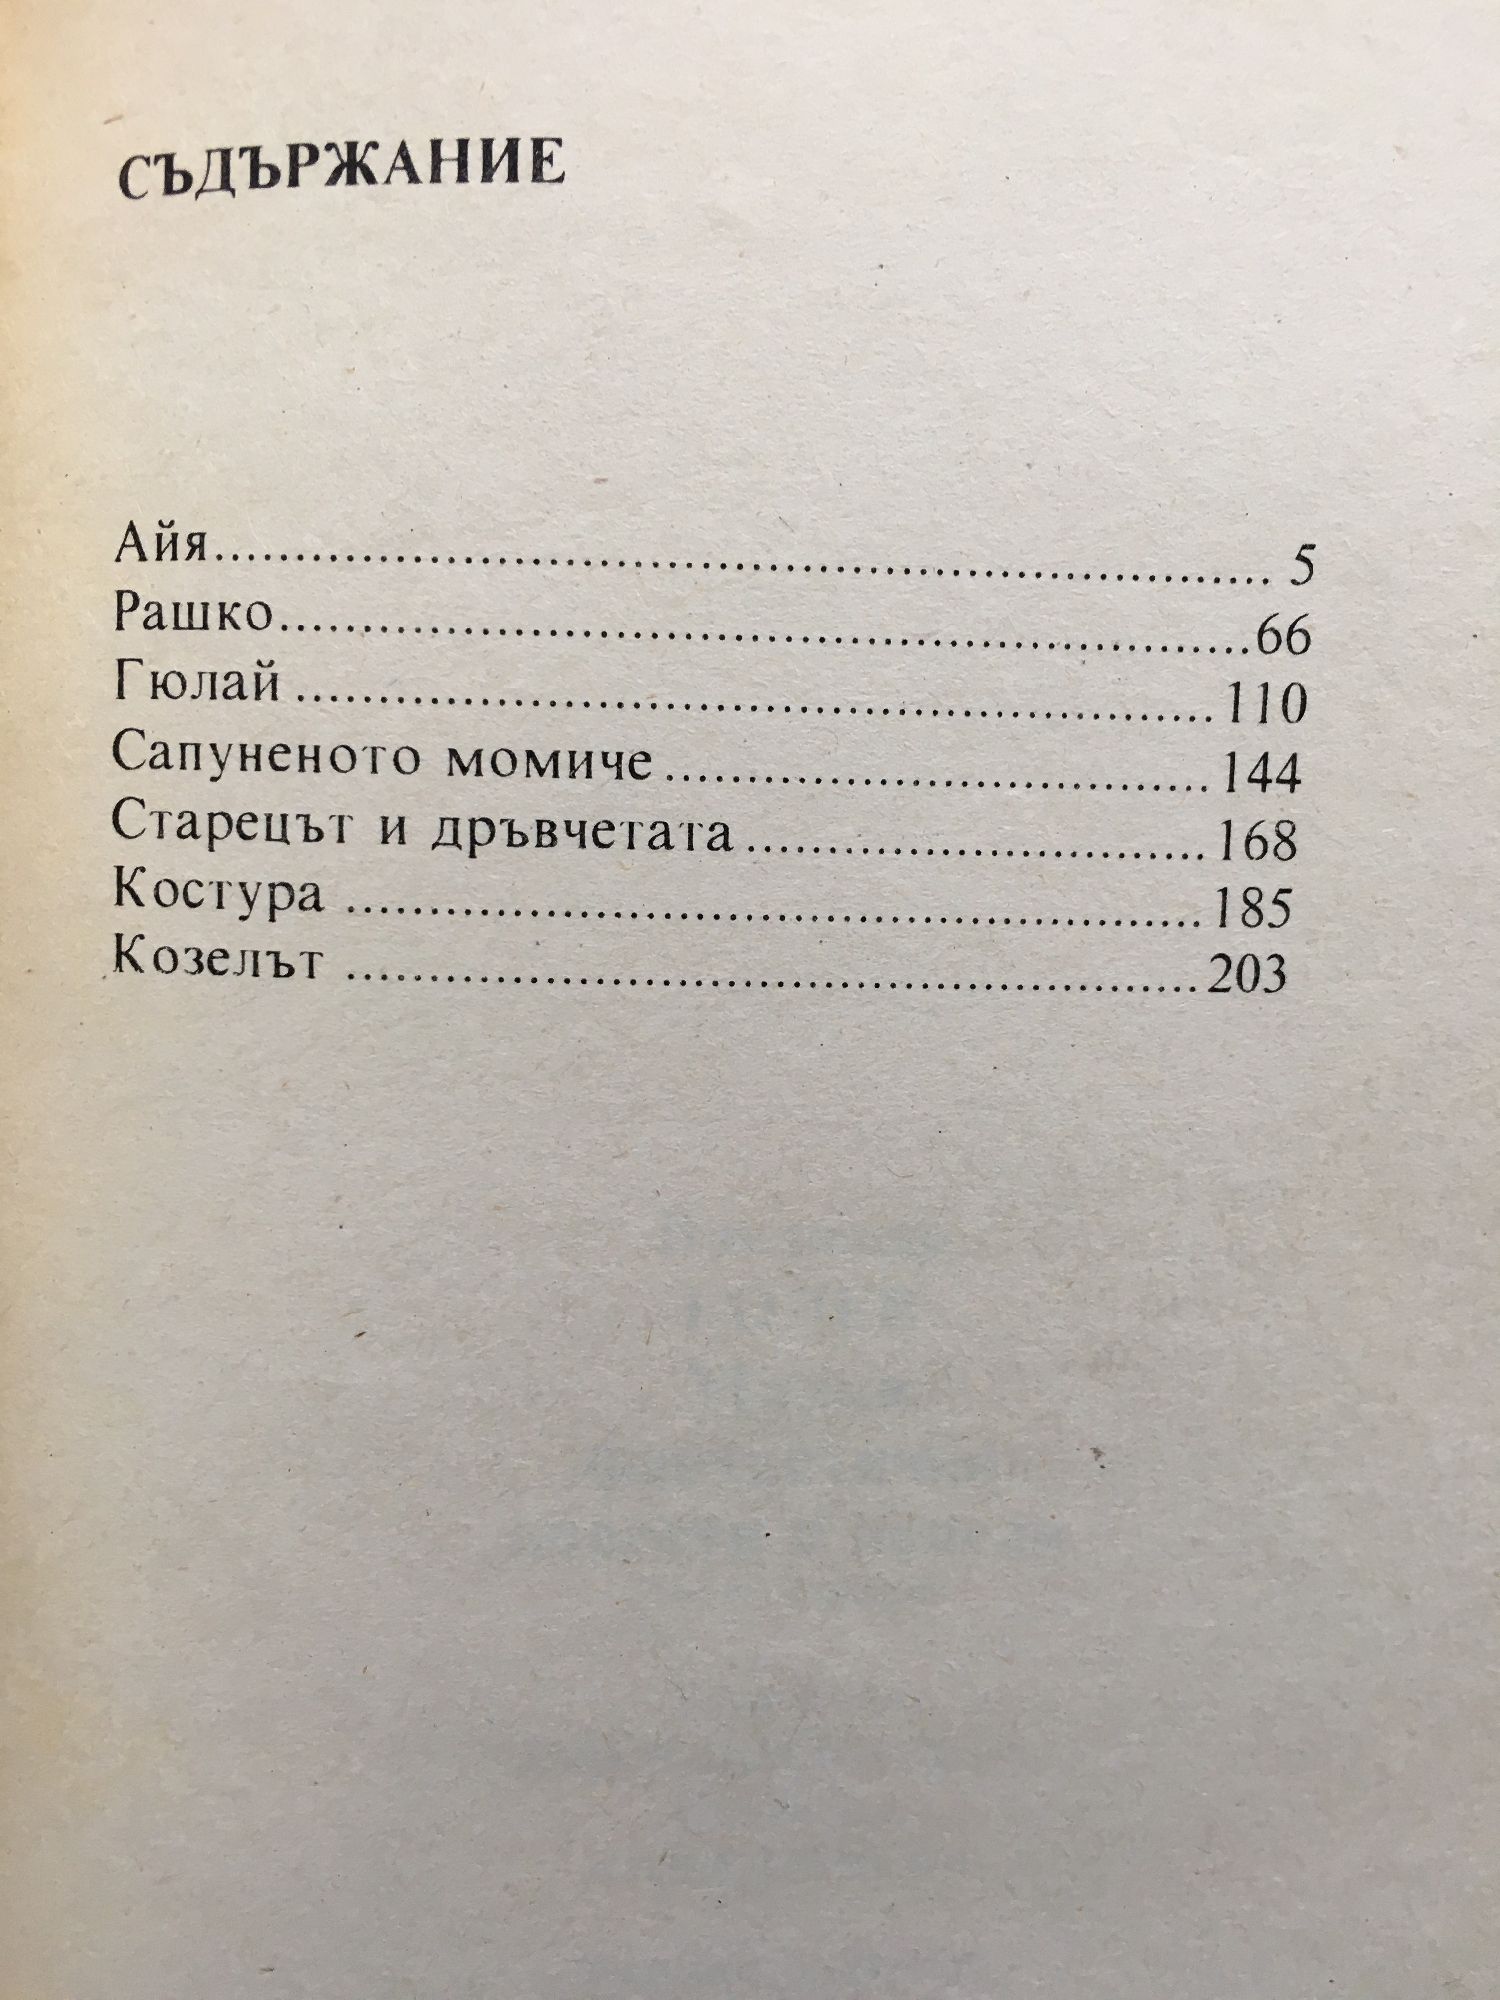 СЪДЪРЖАНИЕ
Айя........................................................... 5
Рашко.......................................................66
Гюлай ...................................................110
Сапуненото момиче..............................144
Старецът и дръвчетата..........................168
Костура ................................................185
Козелът ................................................203